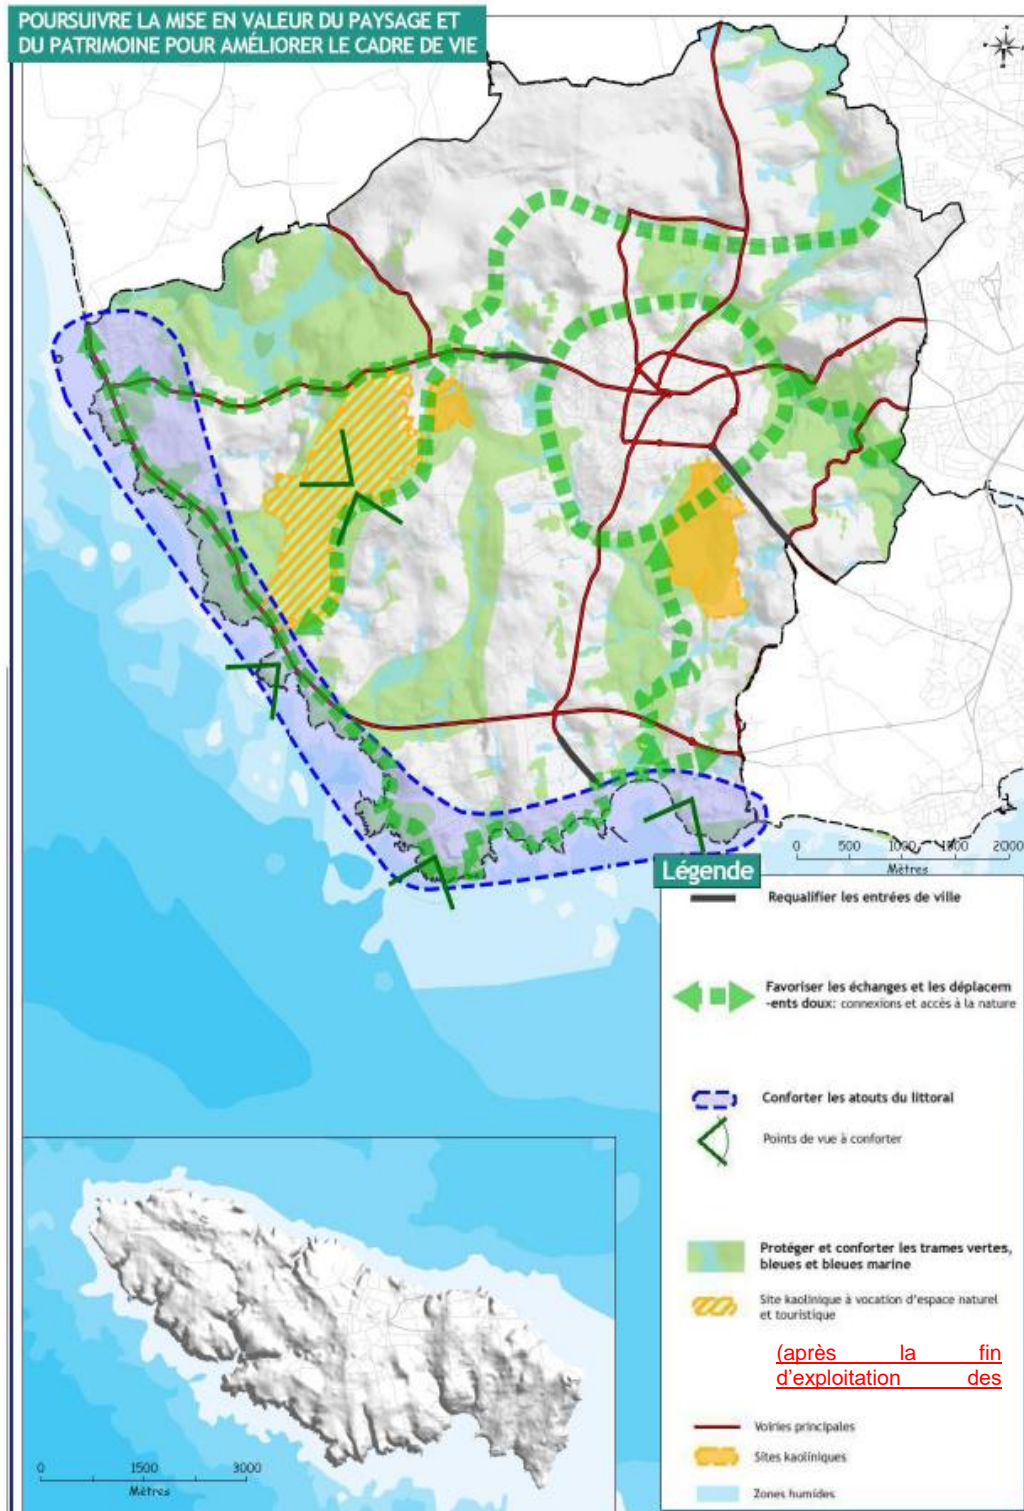 POURSUIVRE LA MISE EN VALEUR DU PAYSAGE ET
DU PATRIMOINE POUR AMÉLIORER LE CADRE DE VIE
0 500 1000 1500 2000
Mètres
Légende
Requalifier les entrées de ville
Favoriser les échanges et les déplacem
-ents doux: connexions et accès à la nature
Conforter les atouts du littoral
Points de vue à conforter
Protéger et conforter les trames vertes,
bleues et bleues marine
Site kaolinique à vocation d'espace naturel
et touristique
(après la fin
d'exploitation des
Voiries principales
Sites kaoliniques
Zones humides
0 1500 3000
Mètres